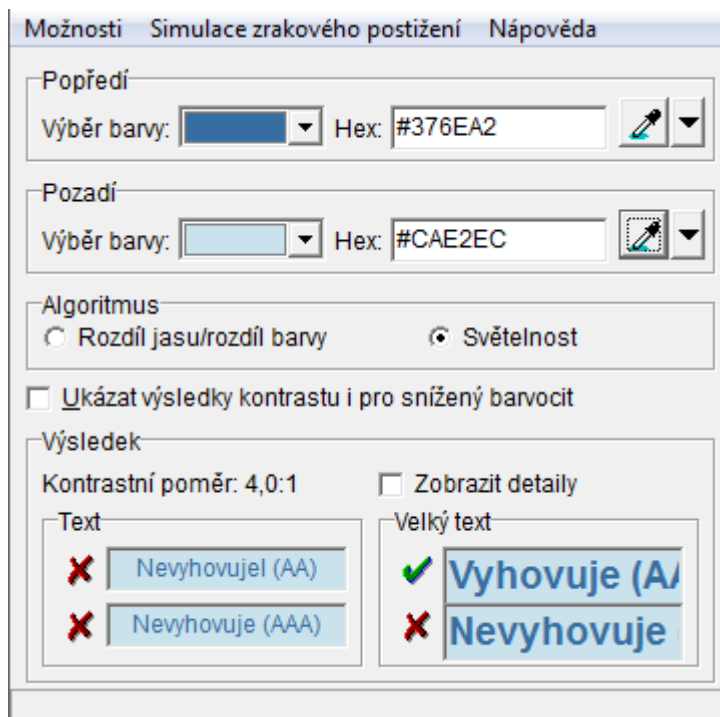 Možnosti Simulace zrakového postižení Nápověda
Popředí
Výběr barvy: Hex: #376EA2
Pozadí
Výběr barvy: Hex: #CAE2EC
Algoritmus
Rozdíl jasu/rozdíl barvy Světelnost
Ukázat výsledky kontrastu i pro snížený barvocit
Výsledek
Kontrastní poměr: 4,0:1 Zobrazit detaily
Text Velký text
Nevyhovujel (AA) Vyhovuje (AA
Nevyhovuje (AAA) Nevyhovuje